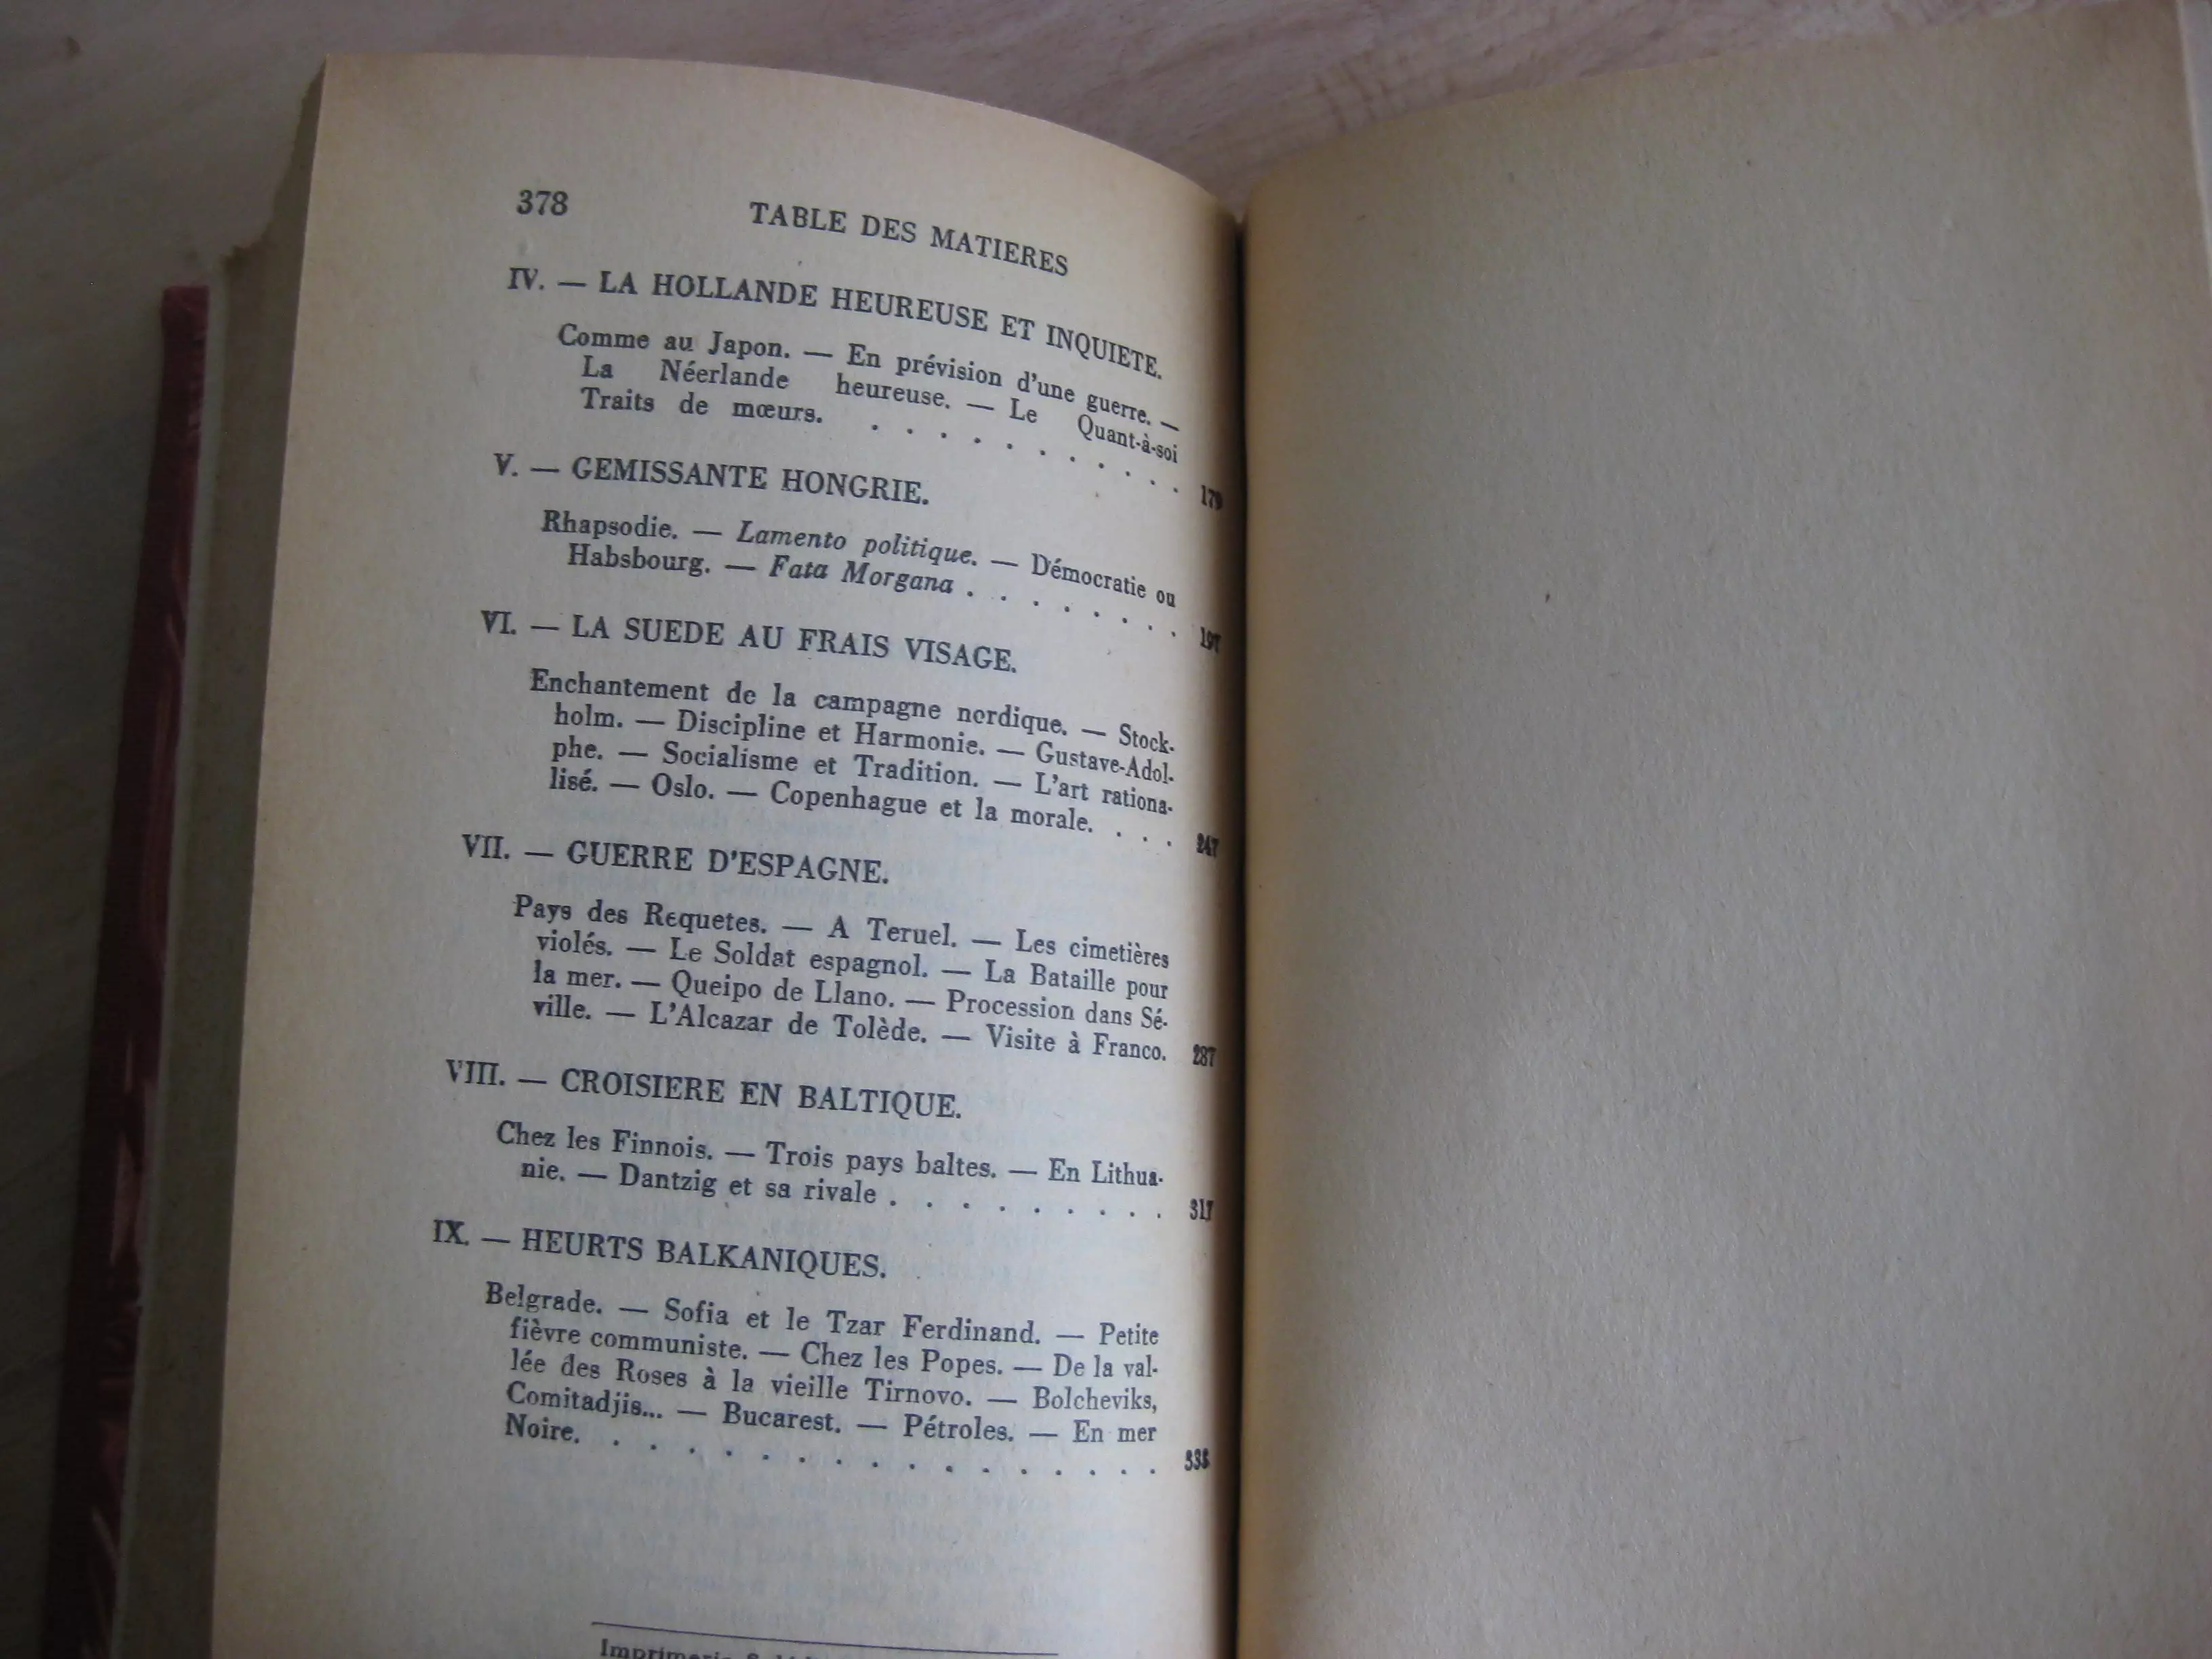 378 TABLE DES MATIERES
IV. — LA HOLLANDE HEUREUSE ET INQUIETE.
Comme au Japon. — En prévision d'une guerre. —
La Néerlande heureuse. — Le Quant-à-soi
Traits de mœurs. . . . . . . . . . . 179
V. — GEMISSANTE HONGRIE.
Rhapsodie. — Lamento politique. — Démocratie ou
Habsbourg. — Fata Morgana . . . . . . . 197
VI. — LA SUEDE AU FRAIS VISAGE.
Enchantement de la campagne nordique. — Stock-
holm. — Discipline et Harmonie. — Gustave-Adol-
phe. — Socialisme et Tradition. — L'art rationa-
lisé. — Oslo. — Copenhague et la morale. . . . 247
VII. — GUERRE D'ESPAGNE.
Pays des Requetes. — A Teruel. — Les cimetières
violés. — Le Soldat espagnol. — La Bataille pour
la mer. — Queipo de Llano. — Procession dans Sé-
ville. — L'Alcazar de Tolède. — Visite à Franco. 287
VIII. — CROISIERE EN BALTIQUE.
Chez les Finnois. — Trois pays baltes. — En Lithua-
nie. — Dantzig et sa rivale . . . . . . . . 317
IX. — HEURTS BALKANIQUES.
Belgrade. — Sofia et le Tzar Ferdinand. — Petite
fièvre communiste. — Chez les Popes. — De la val-
lée des Roses à la vieille Tirnovo. — Bolcheviks,
Comitadjis... — Bucarest. — Pétroles. — En mer
Noire. . . . . . . . . . . . . . . .
Imprimerie